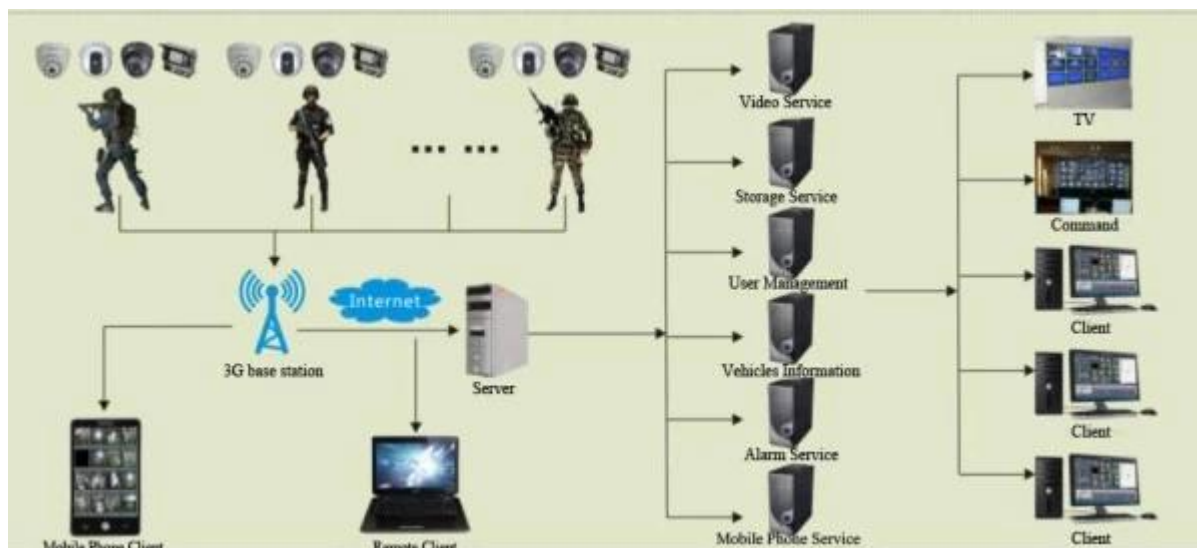 ... ...
Internet
3G base station
Server
Mobile Phone Client
Remote Client
Video Service
Storage Service
User Management
Vehicles Information
Alarm Service
Mobile Phone Service
TV
Command
Client
Client
Client